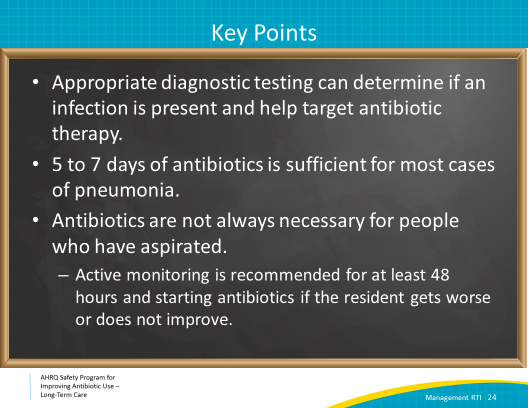 Key Points
• Appropriate diagnostic testing can determine if an
infection is present and help target antibiotic
therapy.
• 5 to 7 days of antibiotics is sufficient for most cases
of pneumonia.
• Antibiotics are not always necessary for people
who have aspirated.
– Active monitoring is recommended for at least 48
hours and starting antibiotics if the resident gets worse
or does not improve.
AHRQ Safety Program for
Improving Antibiotic Use –
Long-Term Care
Management RTI 24